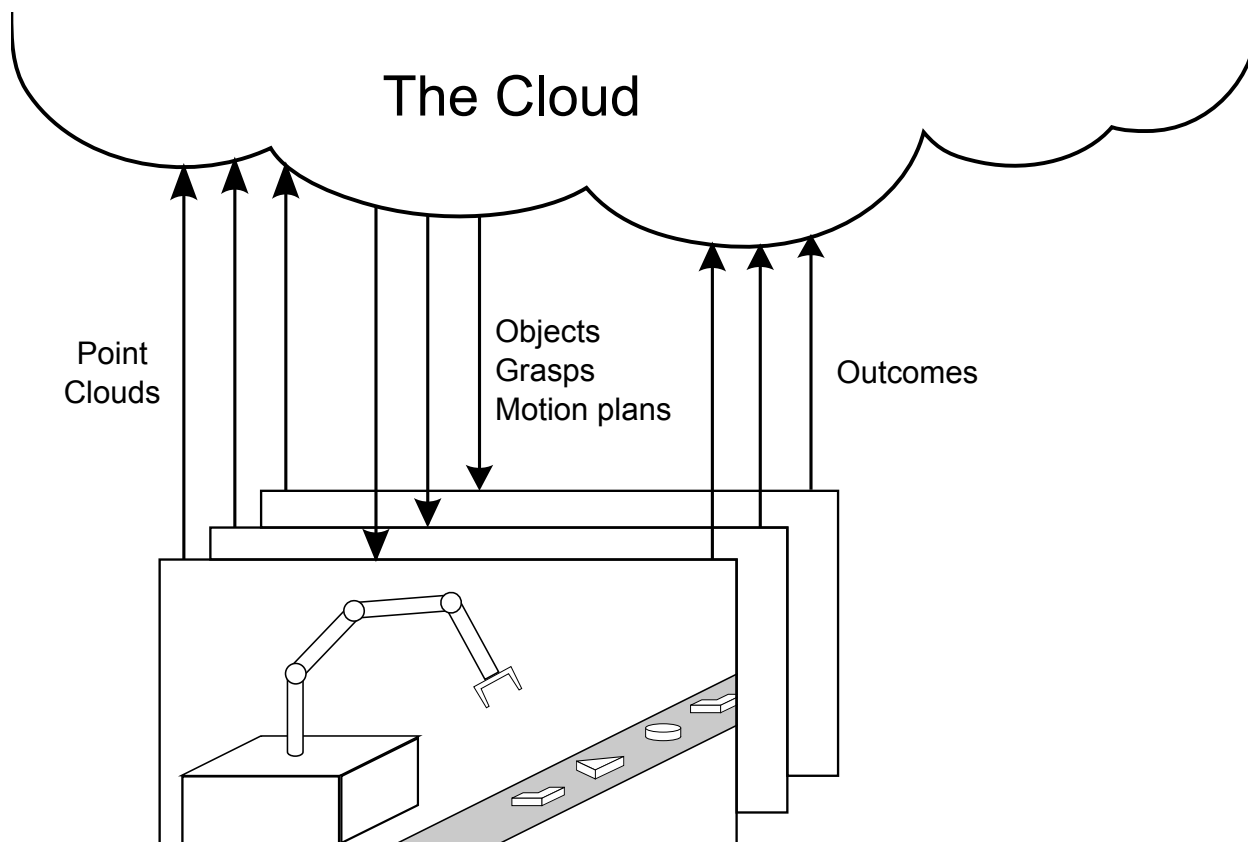 The Cloud
Point
Clouds
Objects
Grasps
Motion plans
Outcomes